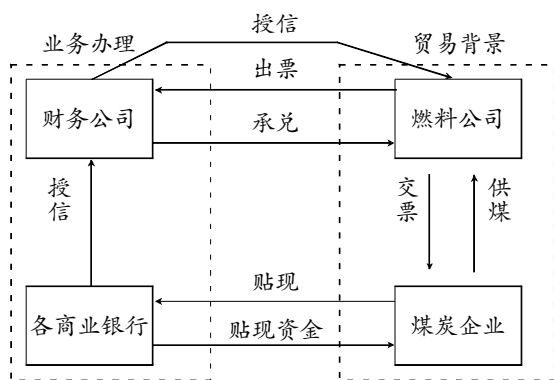 授信
业务办理
贸易背景
出票
财务公司
燃料公司
承兑
授信
交票
供煤
贴现
各商业银行
煤炭企业
贴现资金